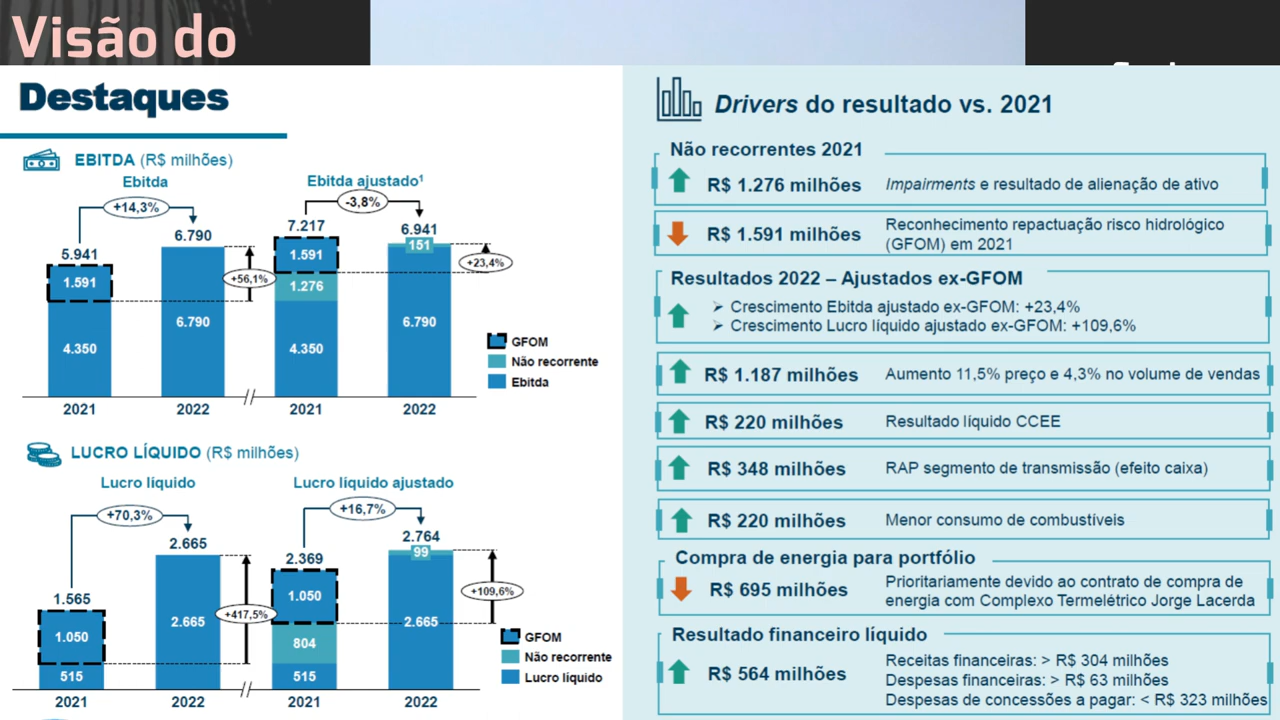 Visão do
Destaques
EBITDA (R$ milhões)
Ebitda
Ebitda ajustado¹
+14,3%
-3,8%
5.941
6.790
7.217
6.941
1.591
+56,1%
1.591
151
+23,4%
1.276
4.350
6.790
4.350
6.790
GFOM
Não recorrente
Ebitda
2021
2022
2021
2022
LUCRO LÍQUIDO (R$ milhões)
Lucro líquido
Lucro líquido ajustado
+70,3%
+16,7%
1.565
2.665
2.369
2.764
99
1.050
2.665
+417,5%
1.050
+109,6%
804
2.665
515
515
GFOM
Não recorrente
Lucro líquido
2021
2022
2021
2022
Drivers do resultado vs. 2021
Não recorrentes 2021
R$ 1.276 milhões
Impairments e resultado de alienação de ativo
R$ 1.591 milhões
Reconhecimento repactuação risco hidrológico
(GFOM) em 2021
Resultados 2022 – Ajustados ex-GFOM
➢ Crescimento Ebitda ajustado ex-GFOM: +23,4%
➢ Crescimento Lucro líquido ajustado ex-GFOM: +109,6%
R$ 1.187 milhões
Aumento 11,5% preço e 4,3% no volume de vendas
R$ 220 milhões
Resultado líquido CCEE
R$ 348 milhões
RAP segmento de transmissão (efeito caixa)
R$ 220 milhões
Menor consumo de combustíveis
Compra de energia para portfólio
R$ 695 milhões
Prioritariamente devido ao contrato de compra de
energia com Complexo Termelétrico Jorge Lacerda
Resultado financeiro líquido
R$ 564 milhões
Receitas financeiras: > R$ 304 milhões
Despesas financeiras: > R$ 63 milhões
Despesas de concessões a pagar: < R$ 323 milhões